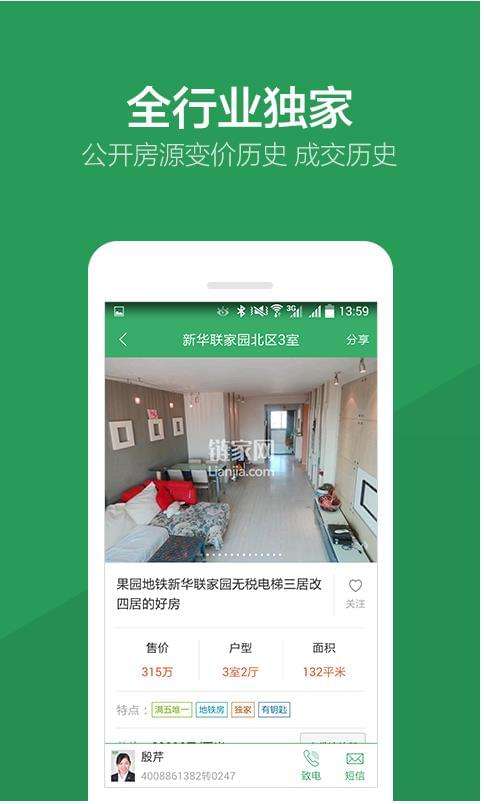 全行业独家
公开房源变价历史 成交历史
3G 13:59
新华联家园北区3室 分享
链家网
Lianjia.com
果园地铁新华联家园无税电梯三居改
四居的好房
关注
售价 户型 面积
315万 3室2厅 132平米
特点: 满五唯一 地铁房 独家 有钥匙
殷芹
4008861382转0247
致电 短信